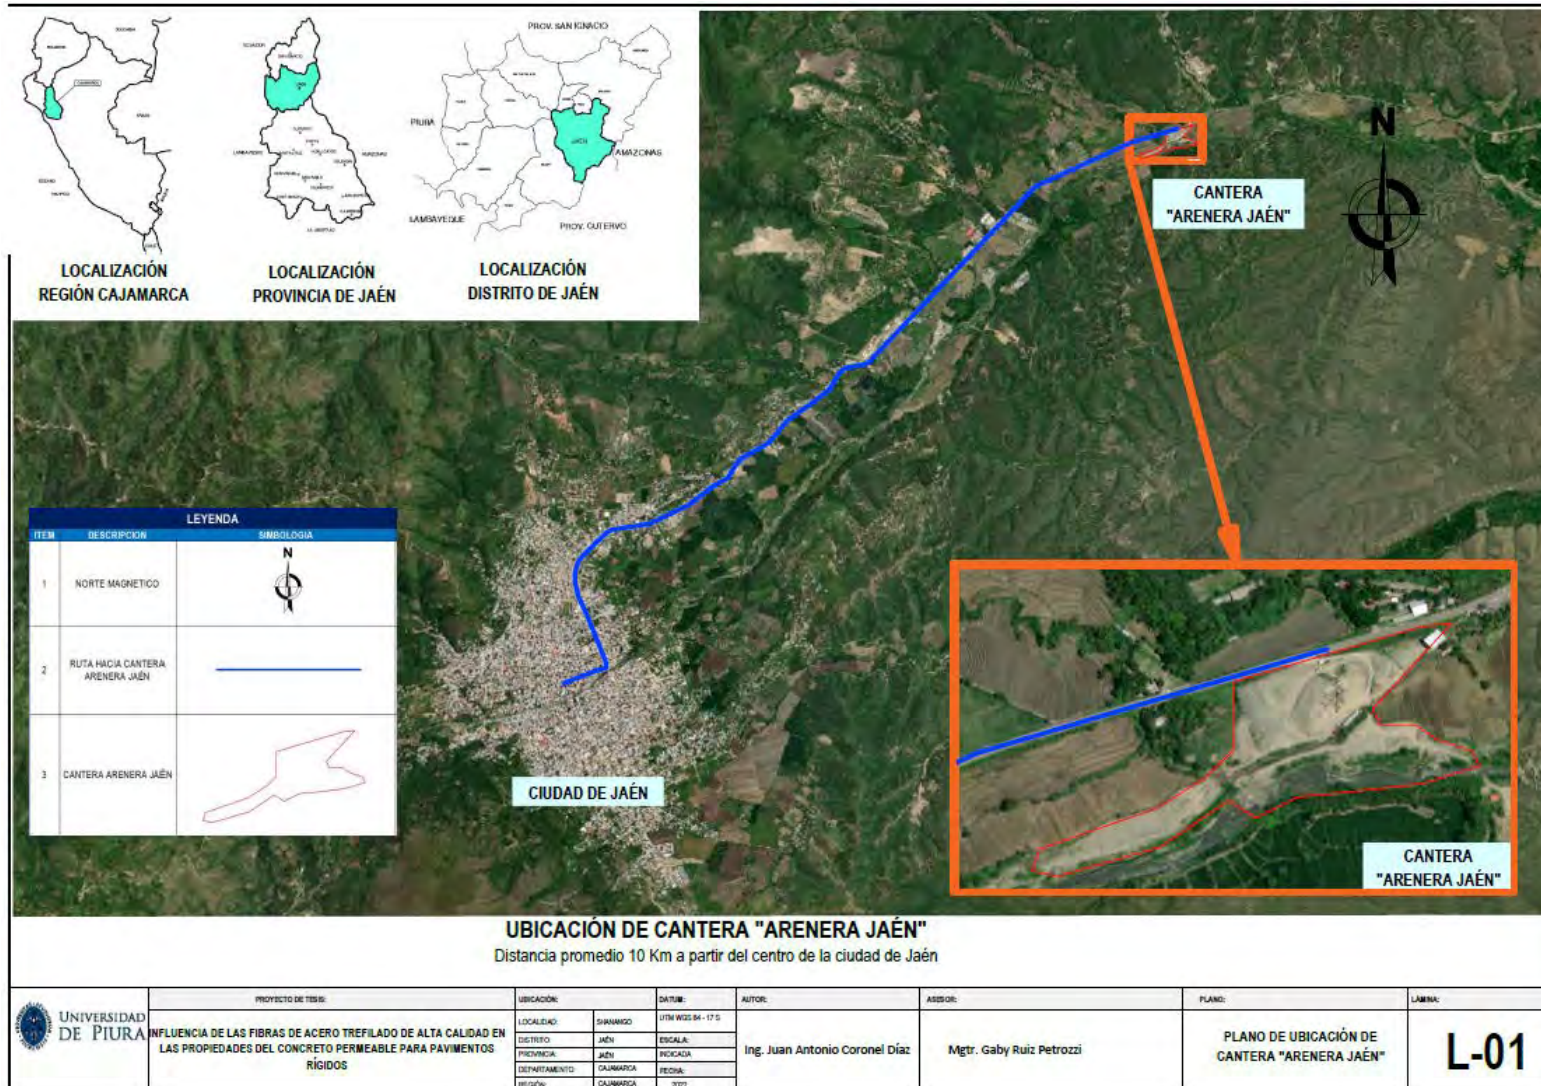 PROV. SAN IGNACIO
PIURA
JAÉN
AMAZONAS
LAMBAYEQUE
PROV. CUTERVO
LOCALIZACIÓN
REGIÓN CAJAMARCA
LOCALIZACIÓN
PROVINCIA DE JAÉN
LOCALIZACIÓN
DISTRITO DE JAÉN
N
CANTERA
"ARENERA JAÉN"
LEYENDA
ITEM DESCRIPCION SIMBOLOGIA
N
1 NORTE MAGNETICO
2 RUTA HACIA CANTERA
ARENERA JAÉN
3 CANTERA ARENERA JAÉN
CIUDAD DE JAÉN
CANTERA
"ARENERA JAÉN"
UBICACIÓN DE CANTERA "ARENERA JAÉN"
Distancia promedio 10 Km a partir del centro de la ciudad de Jaén
UNIVERSIDAD
DE PIURA
PROYECTO DE TESIS:
INFLUENCIA DE LAS FIBRAS DE ACERO TREFILADO DE ALTA CALIDAD EN
LAS PROPIEDADES DEL CONCRETO PERMEABLE PARA PAVIMENTOS
RÍGIDOS
UBICACIÓN:
LOCALIDAD: SHANANGO
DISTRITO: JAÉN
PROVINCIA: JAÉN
DEPARTAMENTO: CAJAMARCA
REGIÓN: CAJAMARCA
DATUM:
UTM WGS 84 - 17 S
ESCALA:
INDICADA
FECHA:
2022
AUTOR:
Ing. Juan Antonio Coronel Díaz
ASESOR:
Mgtr. Gaby Ruiz Petrozzi
PLANO:
PLANO DE UBICACIÓN DE
CANTERA "ARENERA JAÉN"
LÁMINA:
L-01